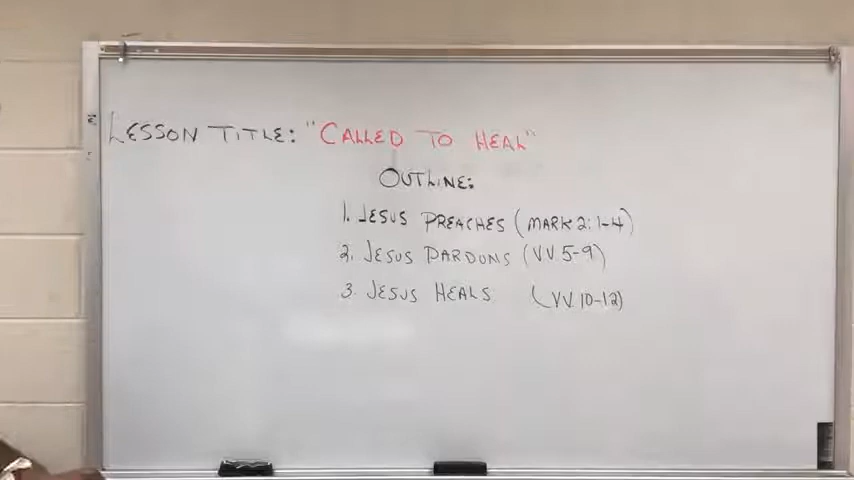 LESSON TITLE: "CALLED TO HEAL"
OUTLINE:
1. JESUS PREACHES (MARK 2:1-4)
2. JESUS PARDONS (VV 5-9)
3. JESUS HEALS (VV 10-12)